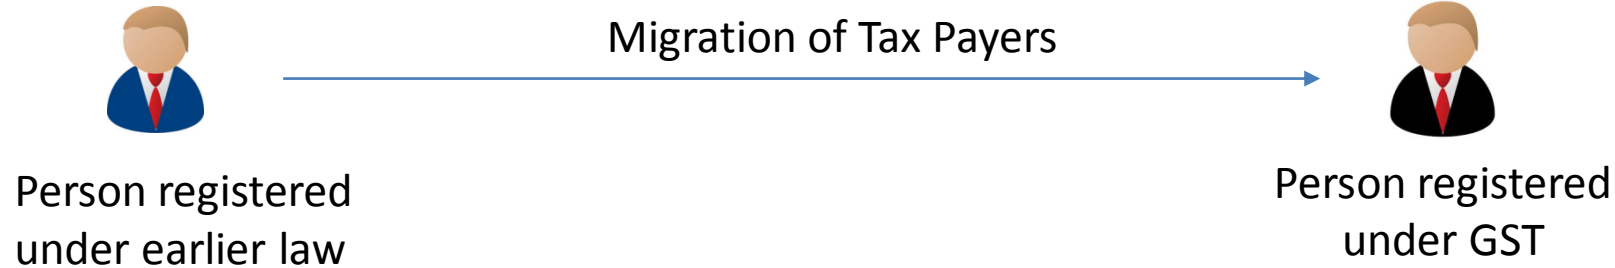 Migration of Tax Payers
Person registered
under earlier law
Person registered
under GST